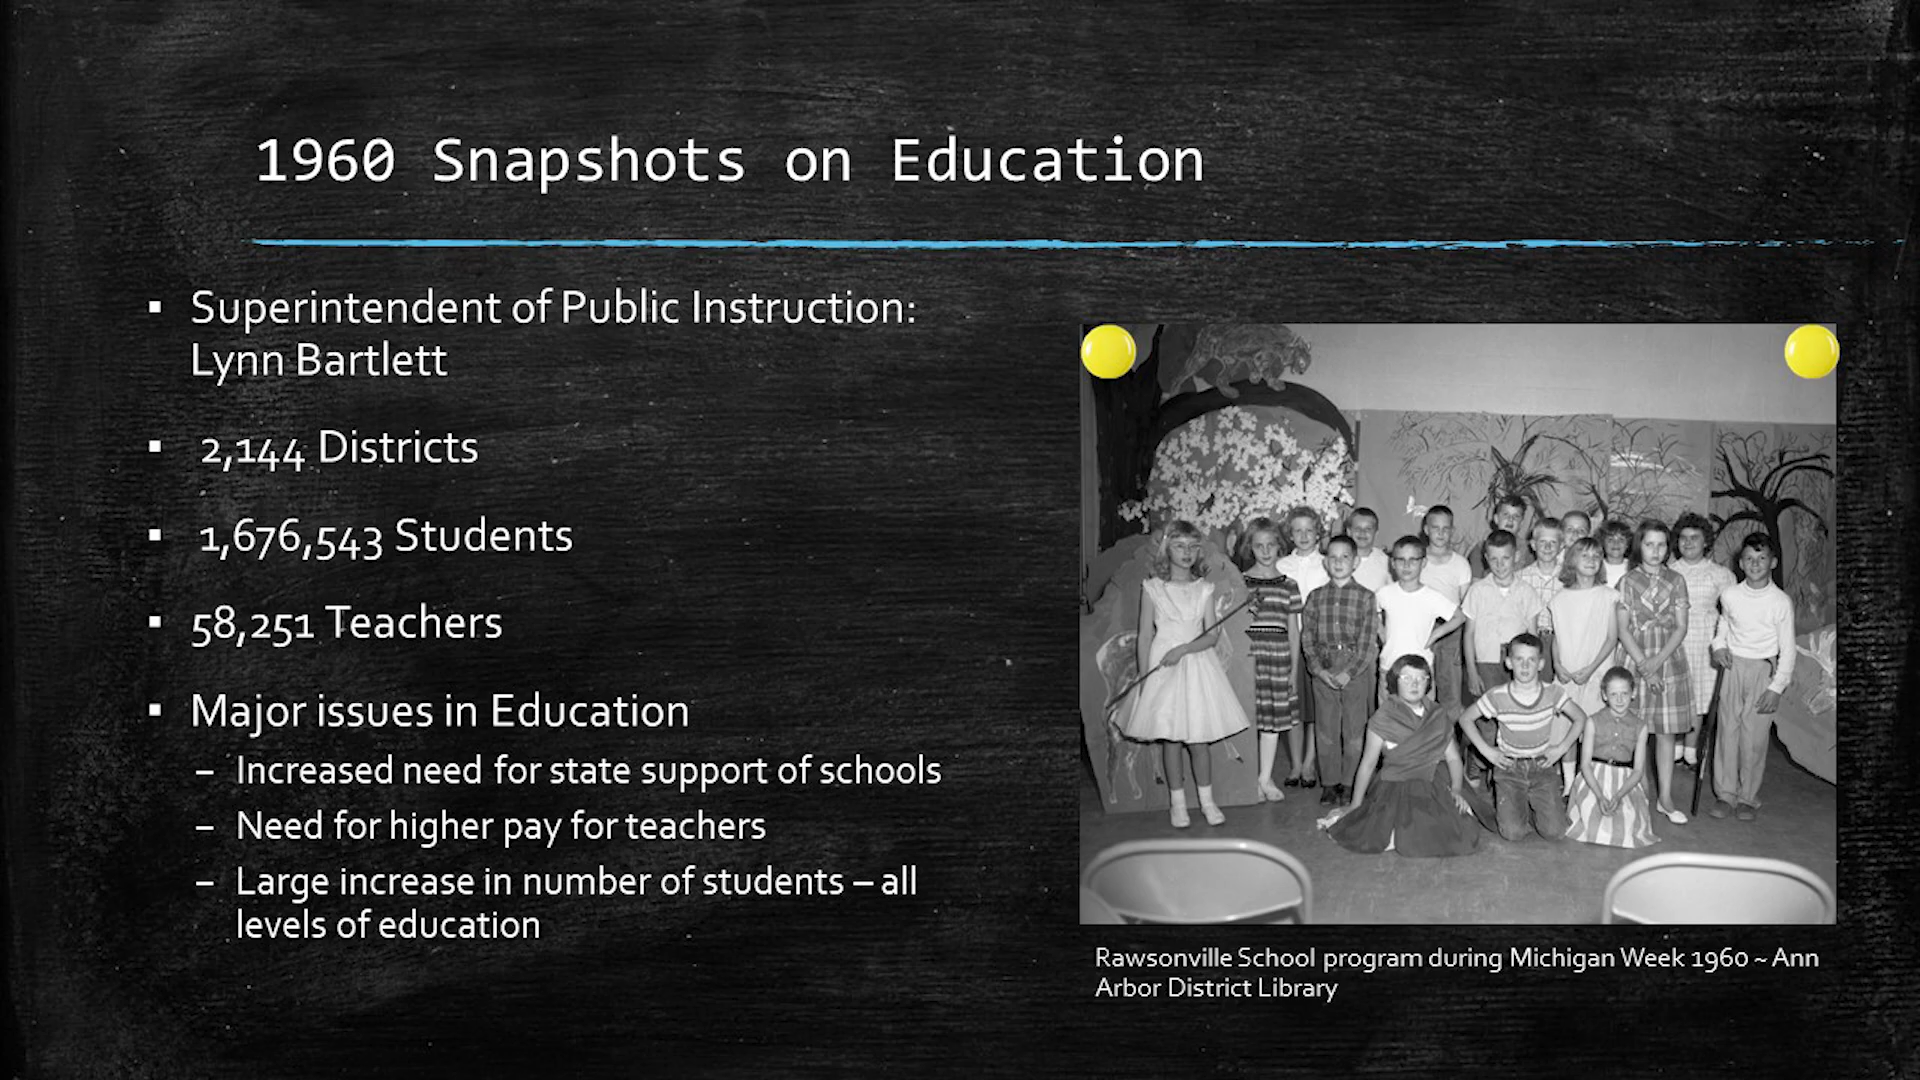 1960 Snapshots on Education
▪ Superintendent of Public Instruction:
Lynn Bartlett
▪ 2,144 Districts
▪ 1,676,543 Students
▪ 58,251 Teachers
▪ Major issues in Education
– Increased need for state support of schools
– Need for higher pay for teachers
– Large increase in number of students – all
levels of education
Rawsonville School program during Michigan Week 1960 ~ Ann
Arbor District Library